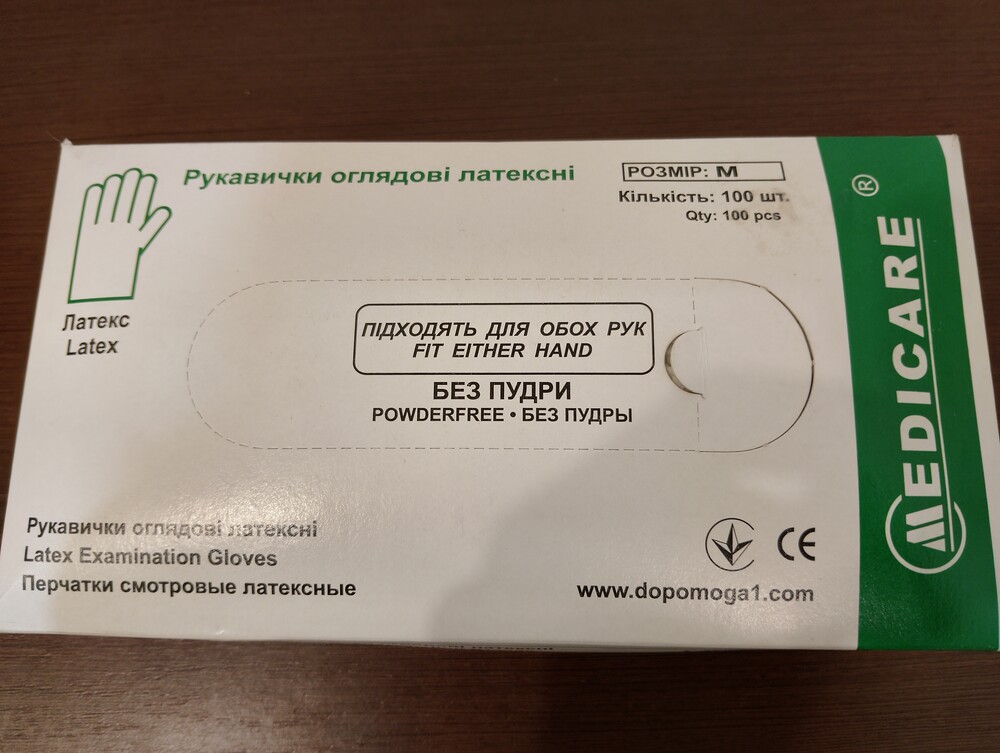 Рукавички оглядові латексні
РОЗМІР: M
Кількість: 100 шт.
Qty: 100 pcs
Латекс
Latex
ПІДХОДЯТЬ ДЛЯ ОБОХ РУК
FIT EITHER HAND
БЕЗ ПУДРИ
POWDERFREE • БЕЗ ПУДРЫ
MEDICARE ®
Рукавички оглядові латексні
Latex Examination Gloves
Перчатки смотровые латексные
CE
www.dopomoga1.com